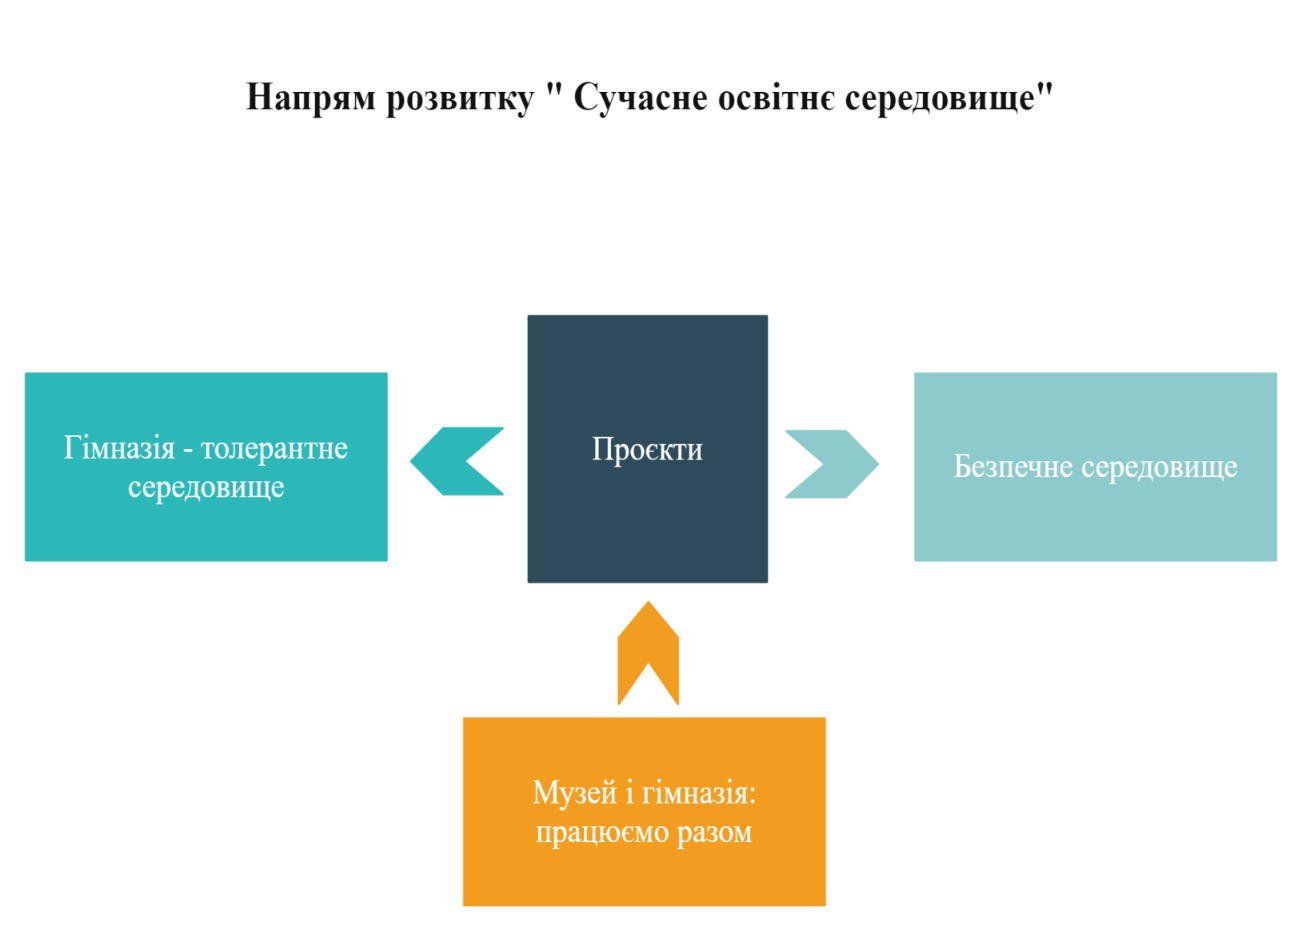 Напрям розвитку " Сучасне освітнє середовище"
Гімназія - толерантне
середовище
Проєкти
Безпечне середовище
Музей і гімназія:
працюємо разом